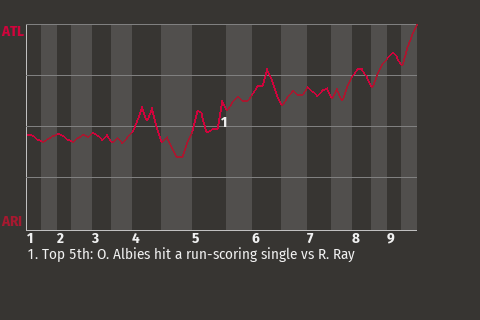 ATL
1
ARI
1 2 3 4 5 6 7 8 9
1. Top 5th: O. Albies hit a run-scoring single vs R. Ray